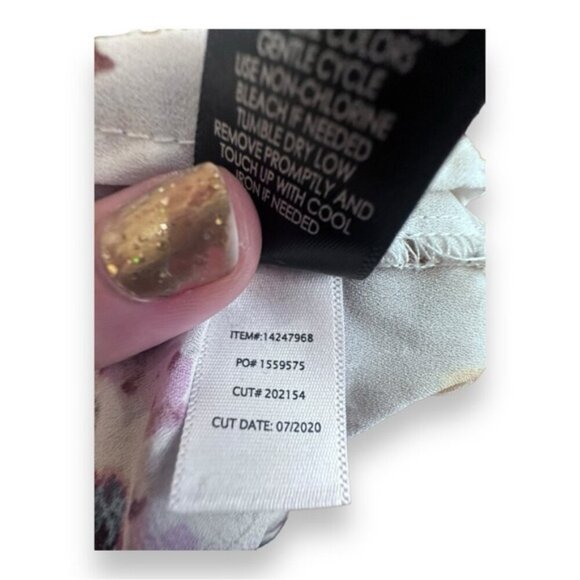 COLORS
GENTLE CYCLE
USE NON-CHLORINE
BLEACH IF NEEDED
TUMBLE DRY LOW
REMOVE PROMPTLY AND
TOUCH UP WITH COOL
IRON IF NEEDED
ITEM#:14247968
PO# 1559575
CUT# 202154
CUT DATE: 07/2020